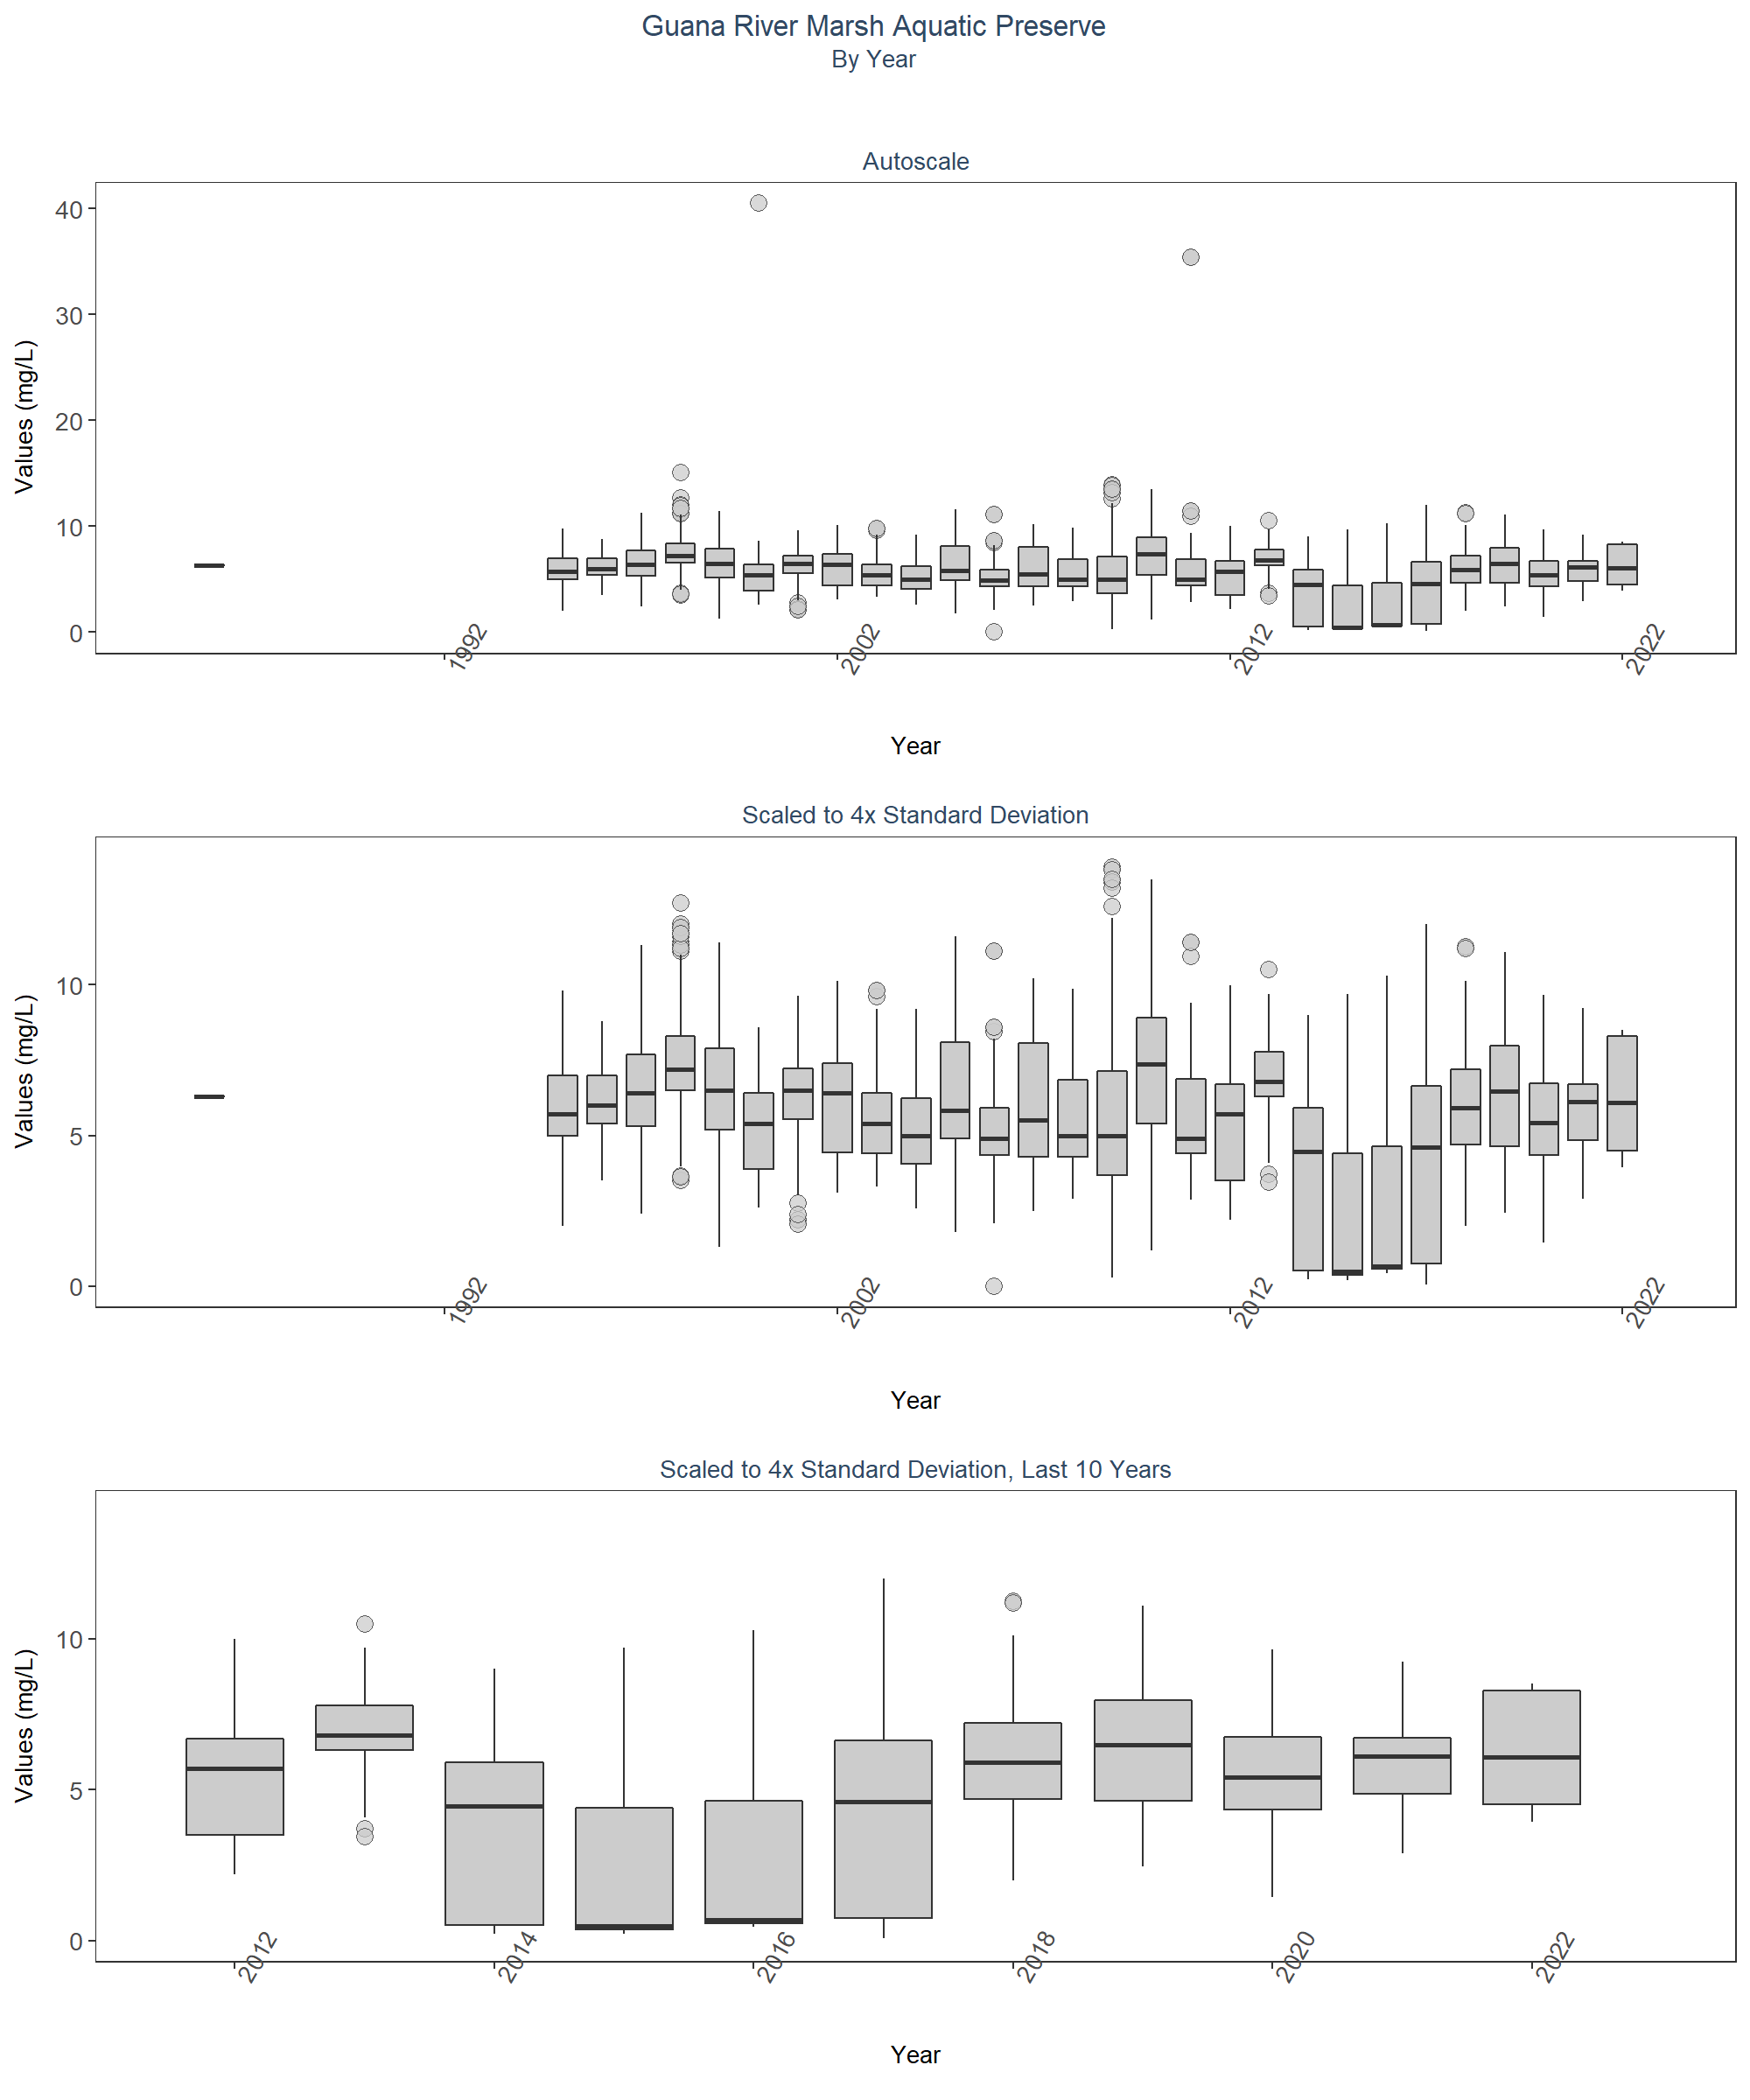 Guana River Marsh Aquatic Preserve
By Year
Autoscale
Values (mg/L)
40
30
20
10
0
1992
2002
2012
2022
Year
Scaled to 4x Standard Deviation
Values (mg/L)
10
5
0
1992
2002
2012
2022
Year
Scaled to 4x Standard Deviation, Last 10 Years
Values (mg/L)
10
5
0
2012
2014
2016
2018
2020
2022
Year